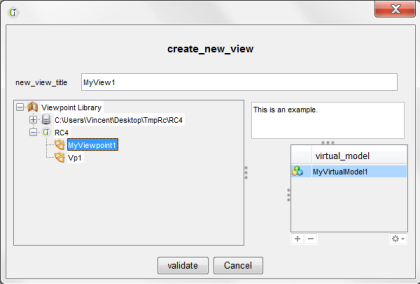 create_new_view
new_view_title
MyView1
Viewpoint Library
C:\Users\Vincent\Desktop\TmpRc\RC4
RC4
MyViewpoint1
Vp1
This is an example.
virtual_model
MyVirtualModel1
validate
Cancel